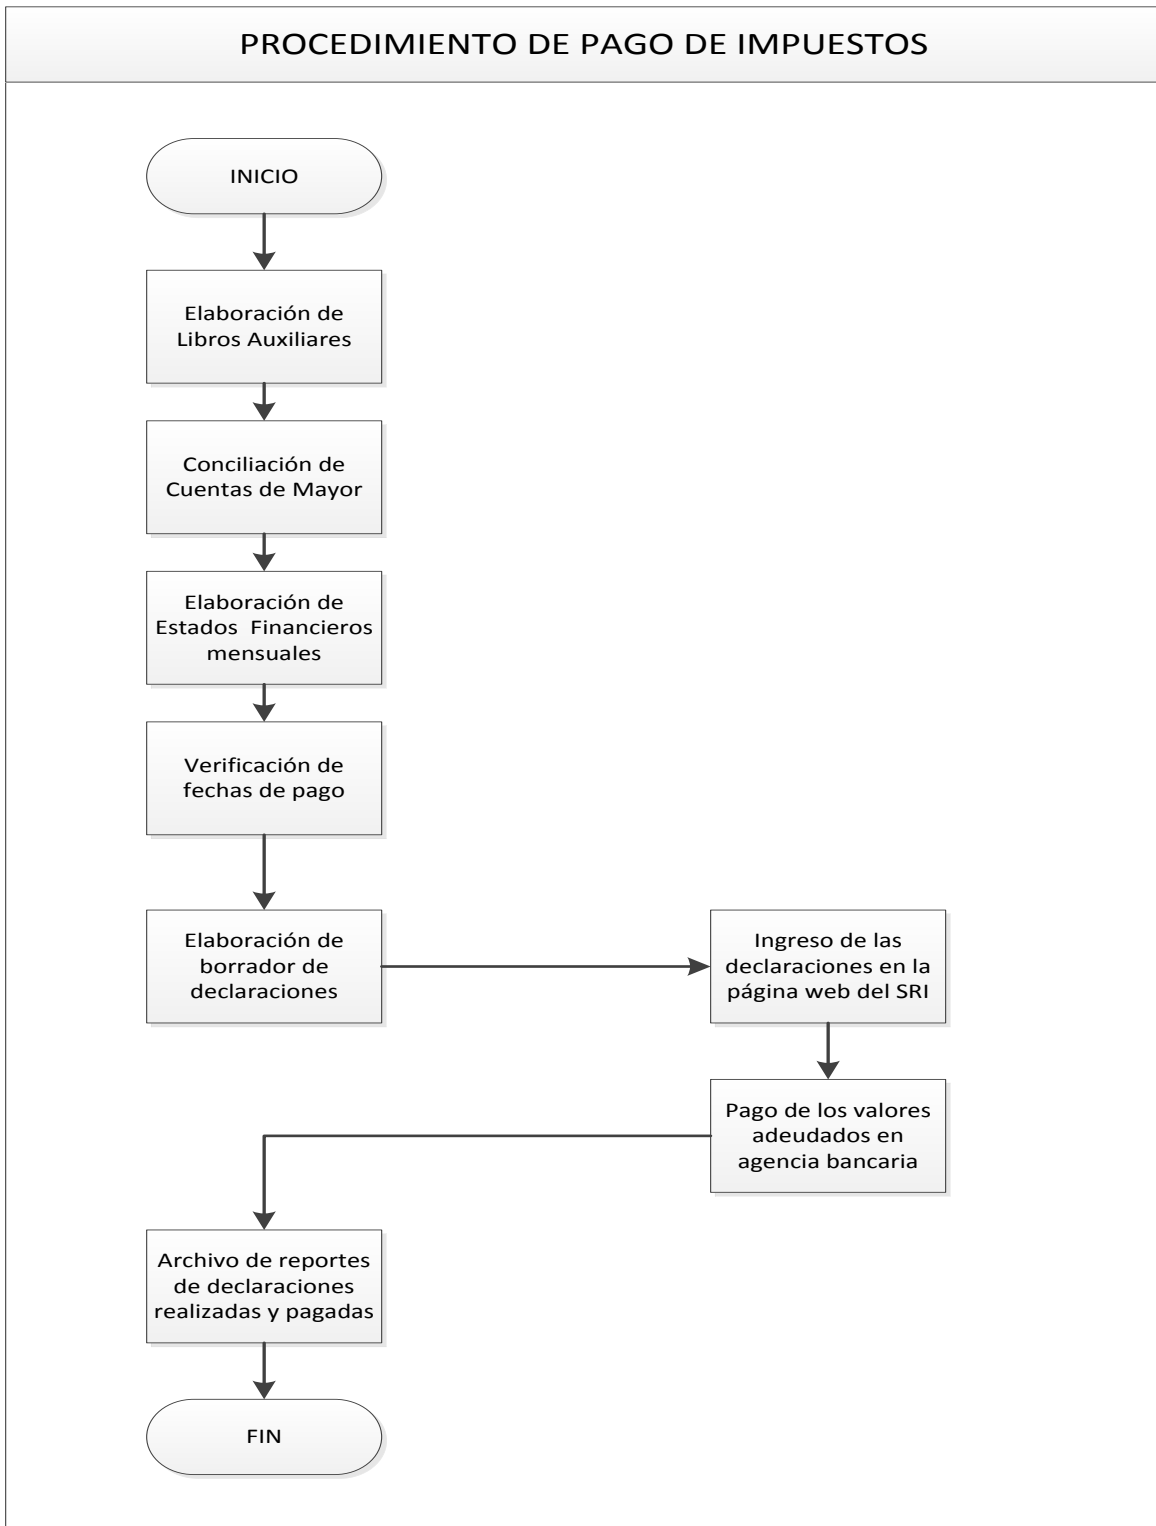 PROCEDIMIENTO DE PAGO DE IMPUESTOS
INICIO
Elaboración de
Libros Auxiliares
Conciliación de
Cuentas de Mayor
Elaboración de
Estados  Financieros
mensuales
Verificación de
fechas de pago
Elaboración de
borrador de
declaraciones
Ingreso de las
declaraciones en la
página web del SRI
Pago de los valores
adeudados en
agencia bancaria
Archivo de reportes
de declaraciones
realizadas y pagadas
FIN